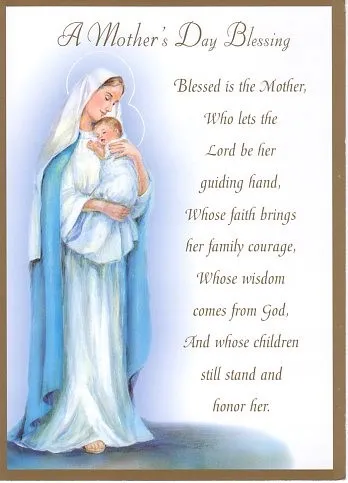 A Mother's Day Blessing
Blessed is the Mother,
Who lets the
Lord be her
guiding hand,
Whose faith brings
her family courage,
Whose wisdom
comes from God,
And whose children
still stand and
honor her.